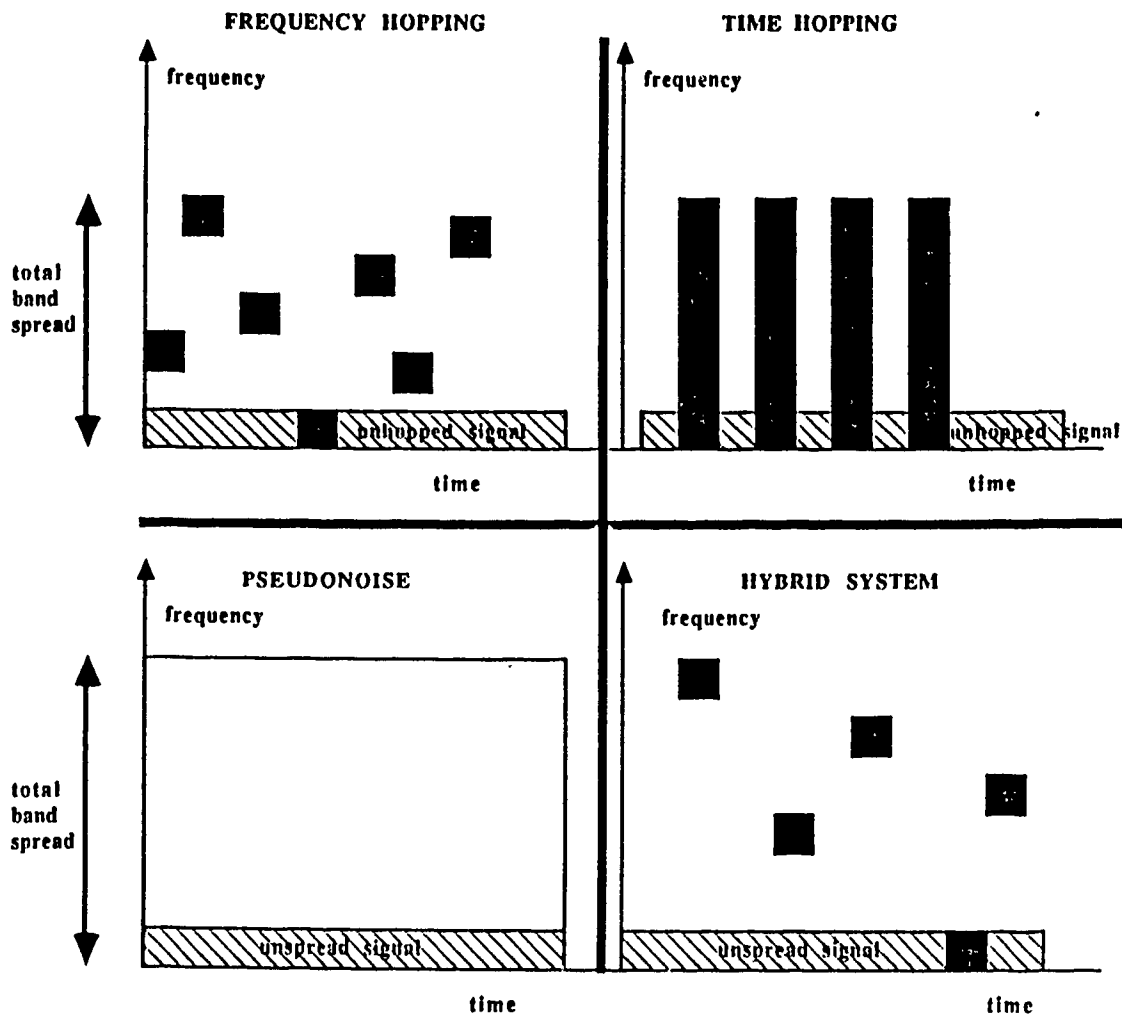 FREQUENCY HOPPING
frequency
total
band
spread
unhopped signal
time
TIME HOPPING
frequency
unhopped signal
time
PSEUDONOISE
frequency
total
band
spread
unspread signal
time
HYBRID SYSTEM
frequency
unspread signal
time